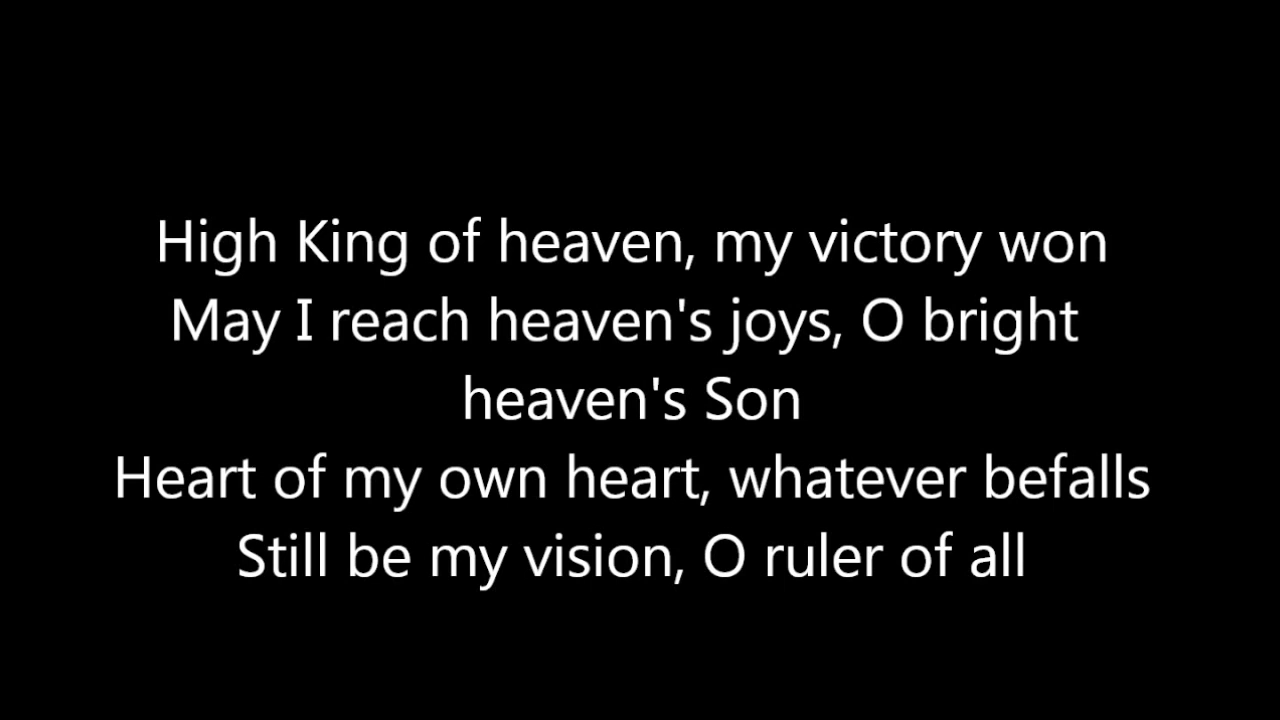 High King of heaven, my victory won
May I reach heaven's joys, O bright
heaven's Son
Heart of my own heart, whatever befalls
Still be my vision, O ruler of all